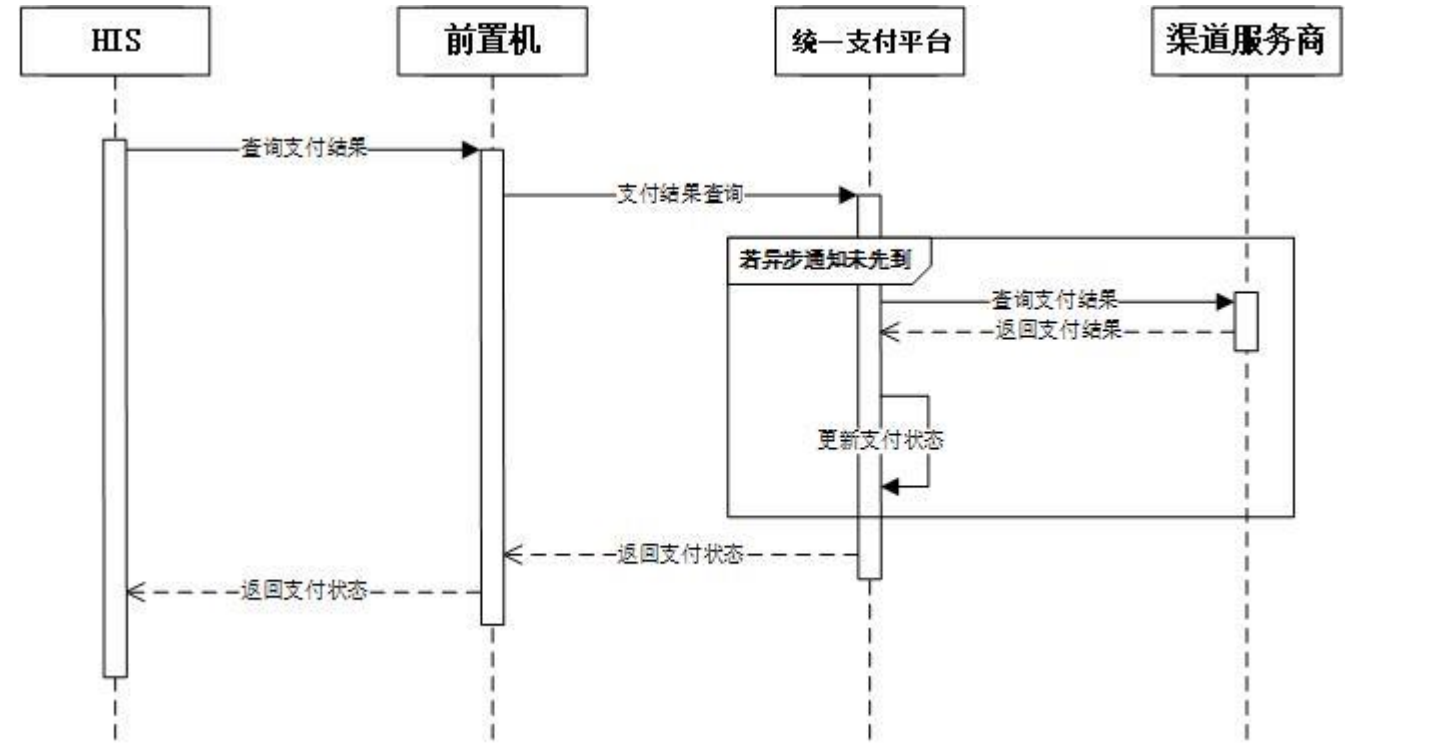 HIS
前置机
统一支付平台
渠道服务商
查询支付结果
支付结果查询
若异步通知未先到
查询支付结果
返回支付结果
更新支付状态
返回支付状态
返回支付状态